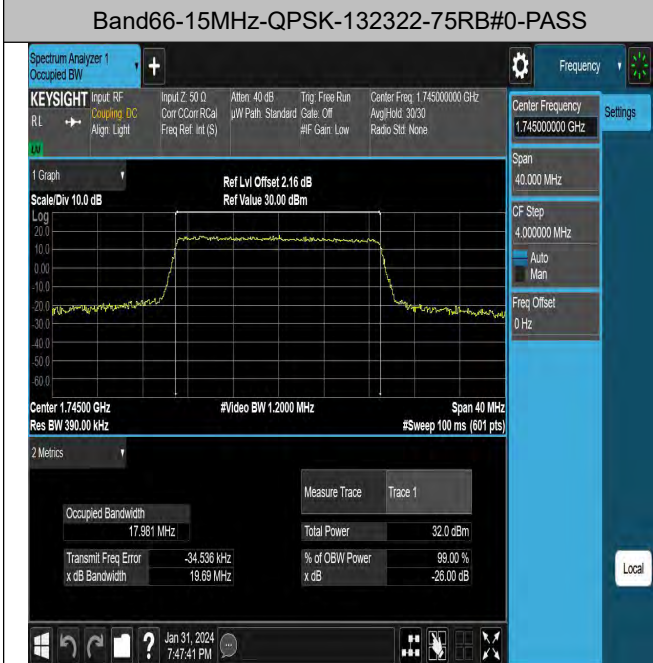 Band66-15MHz-QPSK-132322-75RB#0-PASS
Spectrum Analyzer 1
Occupied BW
+
Frequency
KEYSIGHT
RL
LXI
Input: RF
Coupling: DC
Align: Light
Input Z: 50 Ω
Corr CCorr RCal
Freq Ref: Int (S)
Atten: 40 dB
µW Path: Standard
Trig: Free Run
Gate: Off
#IF Gain: Low
Center Freq: 1.745000000 GHz
Avg|Hold: 30/30
Radio Std: None
Center Frequency
1.745000000 GHz
Settings
Span
40.000 MHz
CF Step
4.000000 MHz
Auto
Man
Freq Offset
0 Hz
Local
1 Graph
Scale/Div 10.0 dB
Ref Lvl Offset 2.16 dB
Ref Value 30.00 dBm
Log
20.0
10.0
0.00
-10.0
-20.0
-30.0
-40.0
-50.0
-60.0
Center 1.74500 GHz
#Video BW 1.2000 MHz
Span 40 MHz
Res BW 390.00 kHz
#Sweep 100 ms (601 pts)
2 Metrics
Measure Trace Trace 1
Occupied Bandwidth
17.981 MHz
Total Power 32.0 dBm
Transmit Freq Error -34.536 kHz
% of OBW Power 99.00 %
x dB Bandwidth 19.69 MHz
x dB -26.00 dB
?
Jan 31, 2024
7:47:41 PM